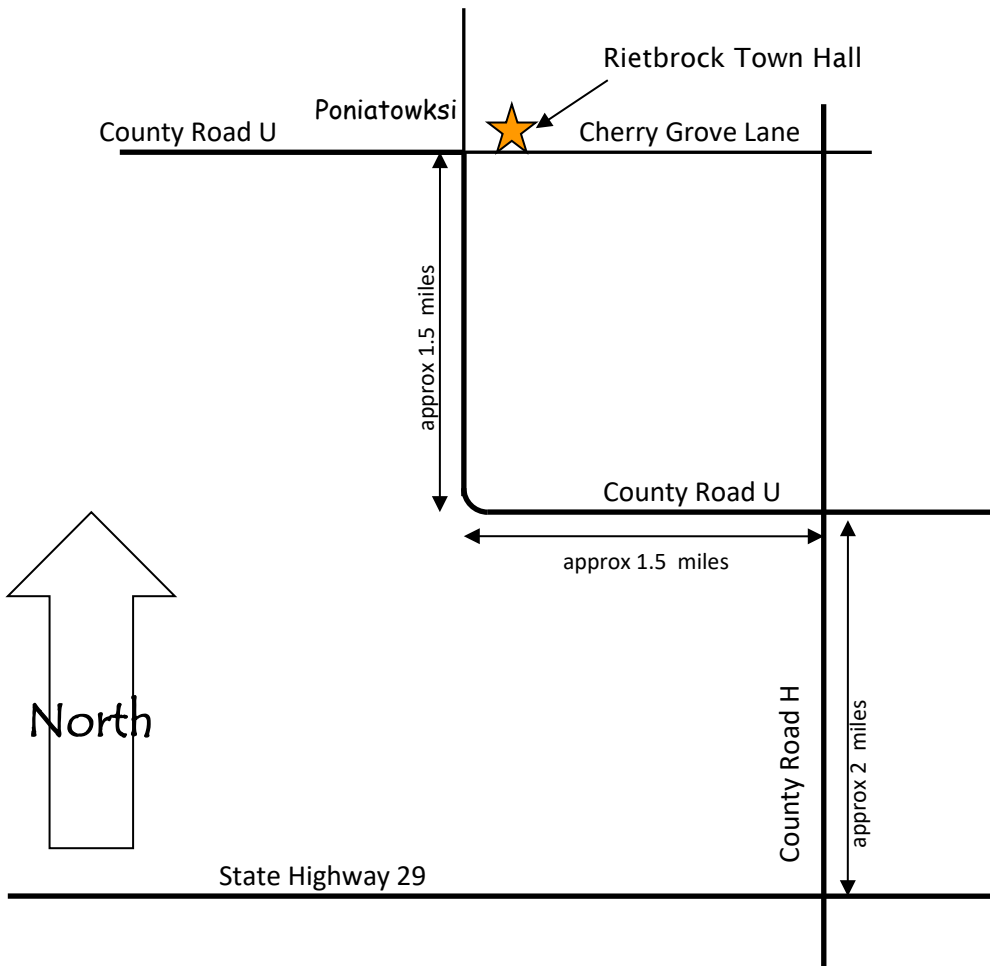 Rietbrock Town Hall
Poniatowksi
County Road U
Cherry Grove Lane
approx 1.5  miles
County Road U
approx 1.5  miles
North
County Road H
approx 2  miles
State Highway 29